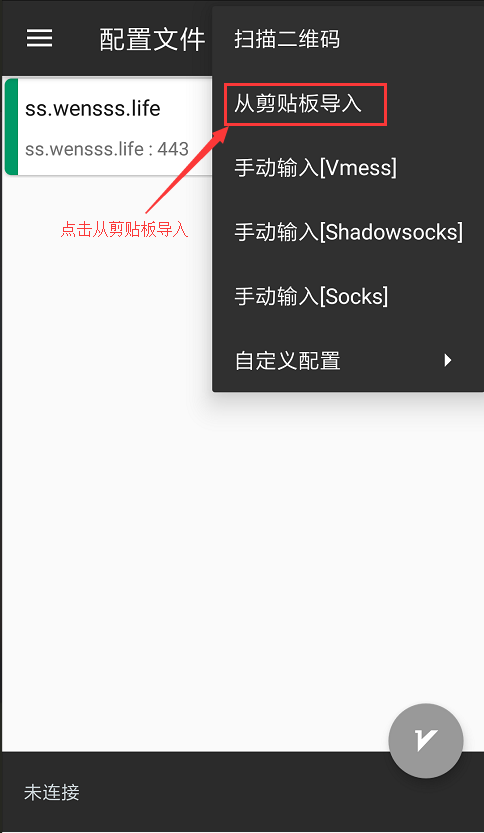 配置文件
扫描二维码
从剪贴板导入
手动输入[Vmess]
手动输入[Shadowsocks]
手动输入[Socks]
自定义配置
ss.wensss.life
ss.wensss.life : 443
点击从剪贴板导入
未连接